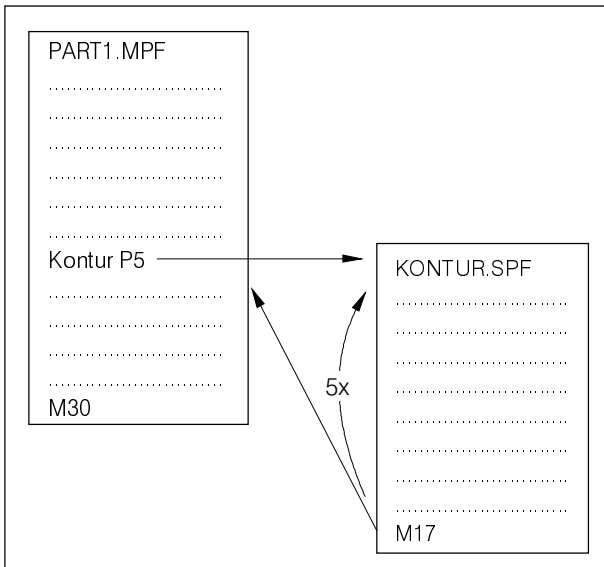 PART1.MPF
Kontur P5
M30
KONTUR.SPF
5x
M17